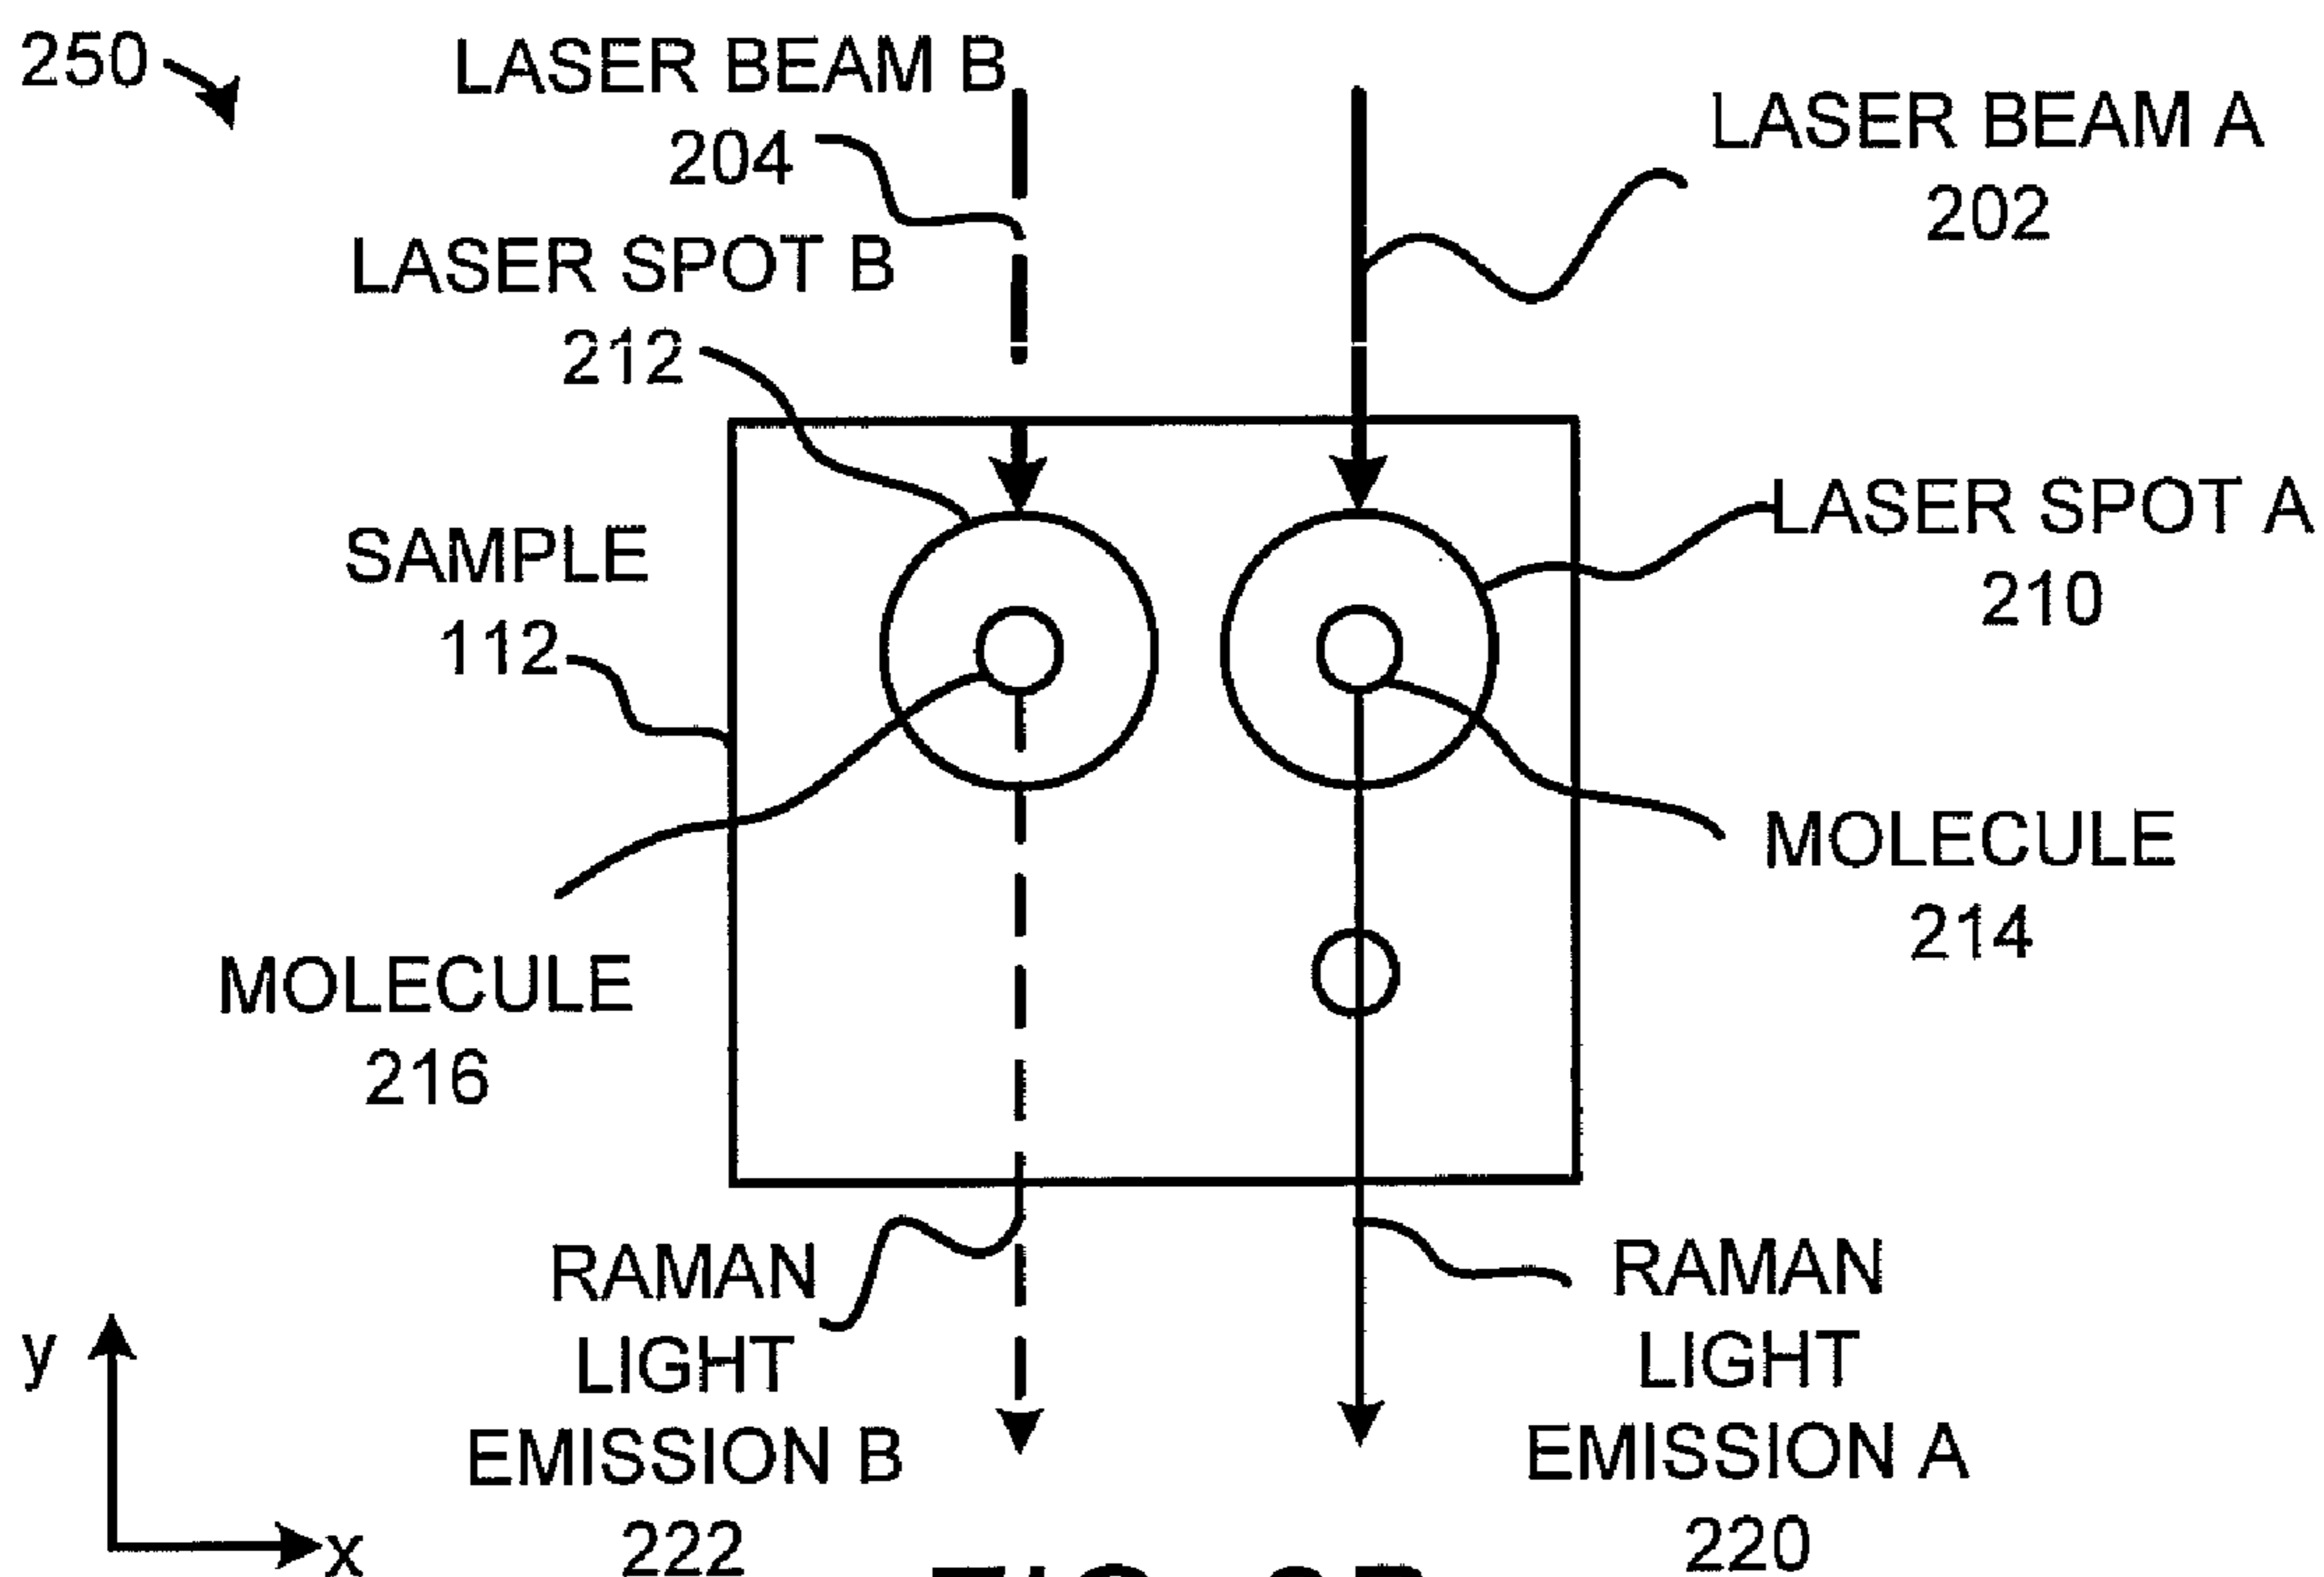 250
LASER BEAM B
204
LASER BEAM A
202
LASER SPOT B
212
LASER SPOT A
210
SAMPLE
112
MOLECULE
214
MOLECULE
216
RAMAN
LIGHT
EMISSION B
222
RAMAN
LIGHT
EMISSION A
220
y
x